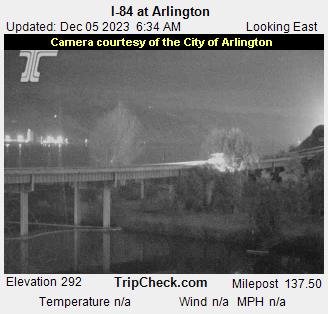 I-84 at Arlington
Updated: Dec 05 2023 6:34 AM Looking East
Camera courtesy of the City of Arlington
Elevation 292 TripCheck.com Milepost 137.50
Temperature n/a Wind n/a MPH n/a